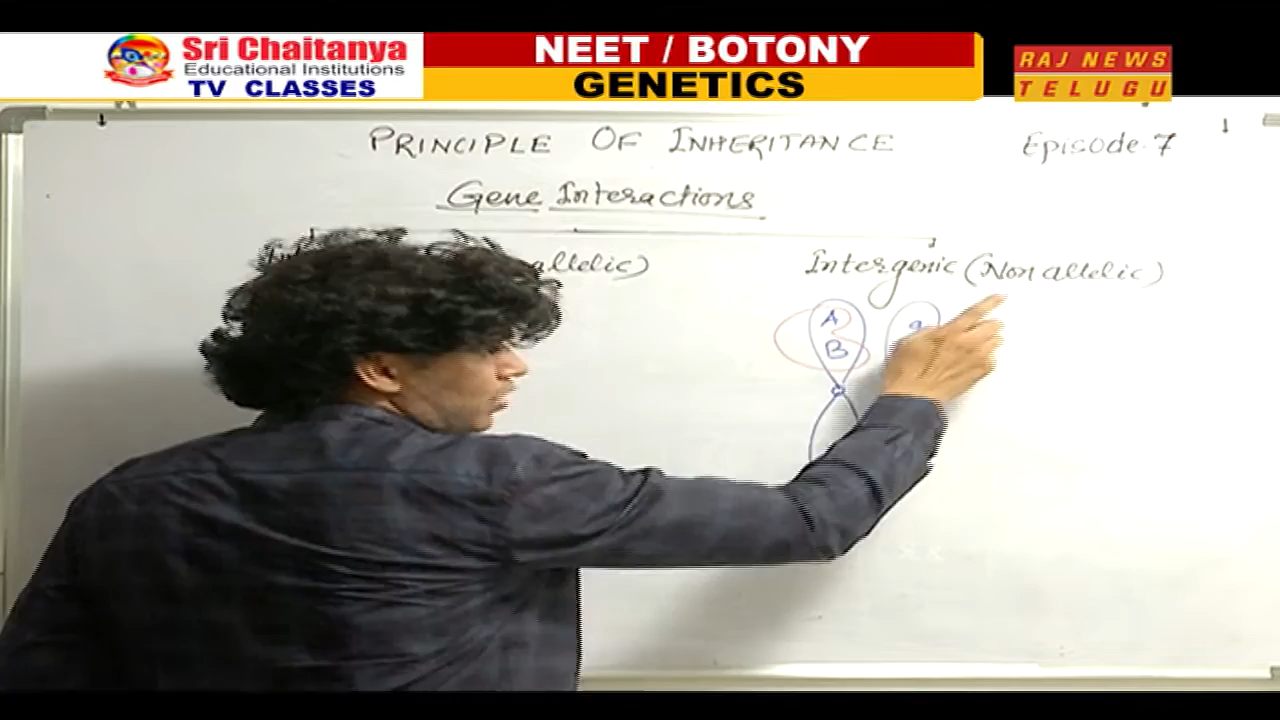 Sri Chaitanya
Educational Institutions
TV CLASSES
NEET / BOTONY
GENETICS
RAJ NEWS
TELUGU
PRINCIPLE OF INHERITANCE
Episode-7
Gene Interactions
allelic)
Intergenic (Non allelic)
A
B
a